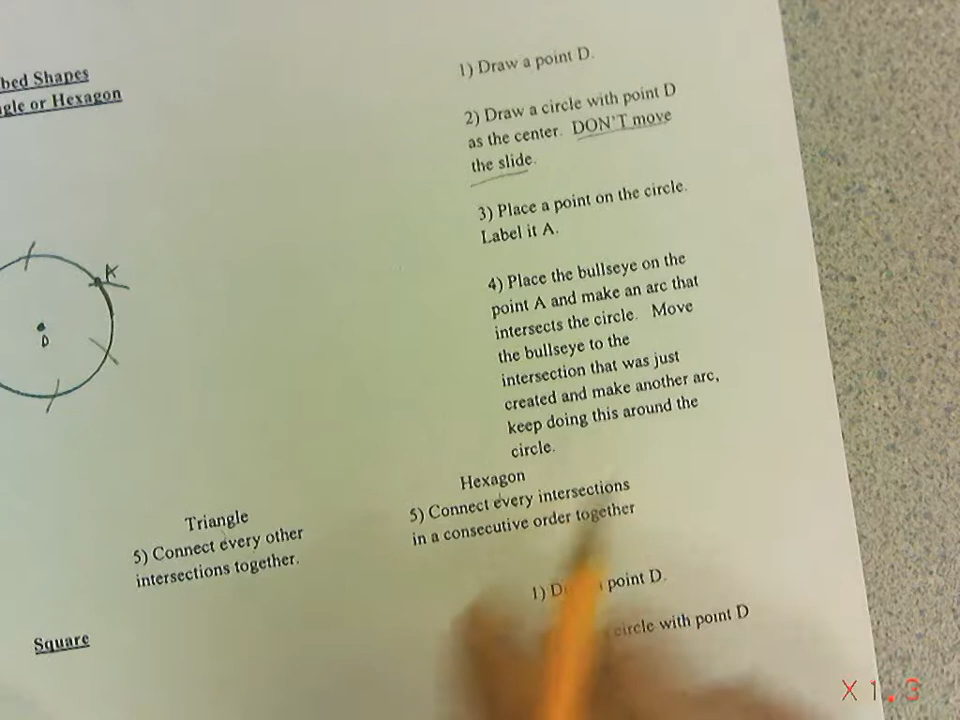 bed Shapes
gle or Hexagon
1) Draw a point D.
2) Draw a circle with point D
as the center. DON'T move
the slide.
3) Place a point on the circle.
Label it A.
4) Place the bullseye on the
point A and make an arc that
intersects the circle. Move
the bullseye to the
intersection that was just
created and make another arc,
keep doing this around the
circle.
A
D
Triangle
5) Connect every other
intersections together.
Hexagon
5) Connect every intersections
in a consecutive order together
Square
1) D point D.
circle with point D
X1.3